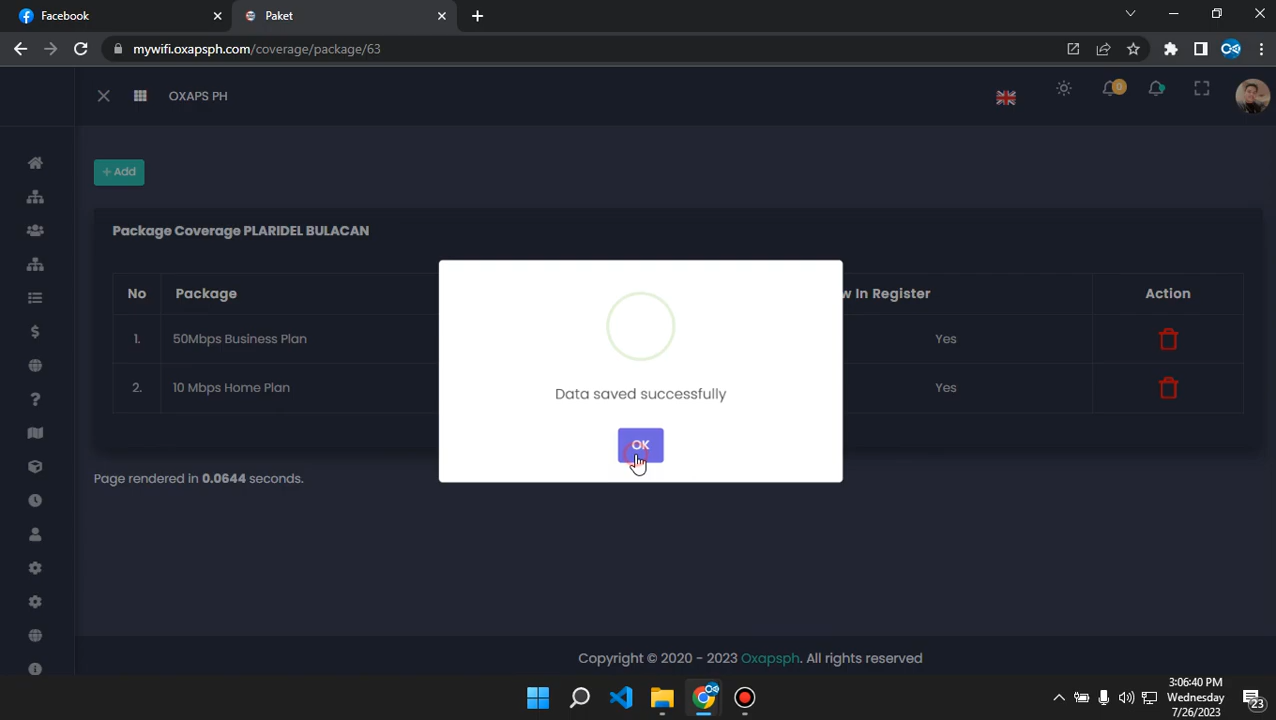 Facebook
Paket
mywifi.oxapsph.com/coverage/package/63
OXAPS PH
0
+ Add
Package Coverage PLARIDEL BULACAN
No
Package
w In Register
Action
1.
50Mbps Business Plan
Yes
2.
10 Mbps Home Plan
Yes
Data saved successfully
OK
Page rendered in 0.0644 seconds.
Copyright © 2020 - 2023 Oxapsph. All rights reserved
3:06:40 PM
Wednesday
7/26/2023
23